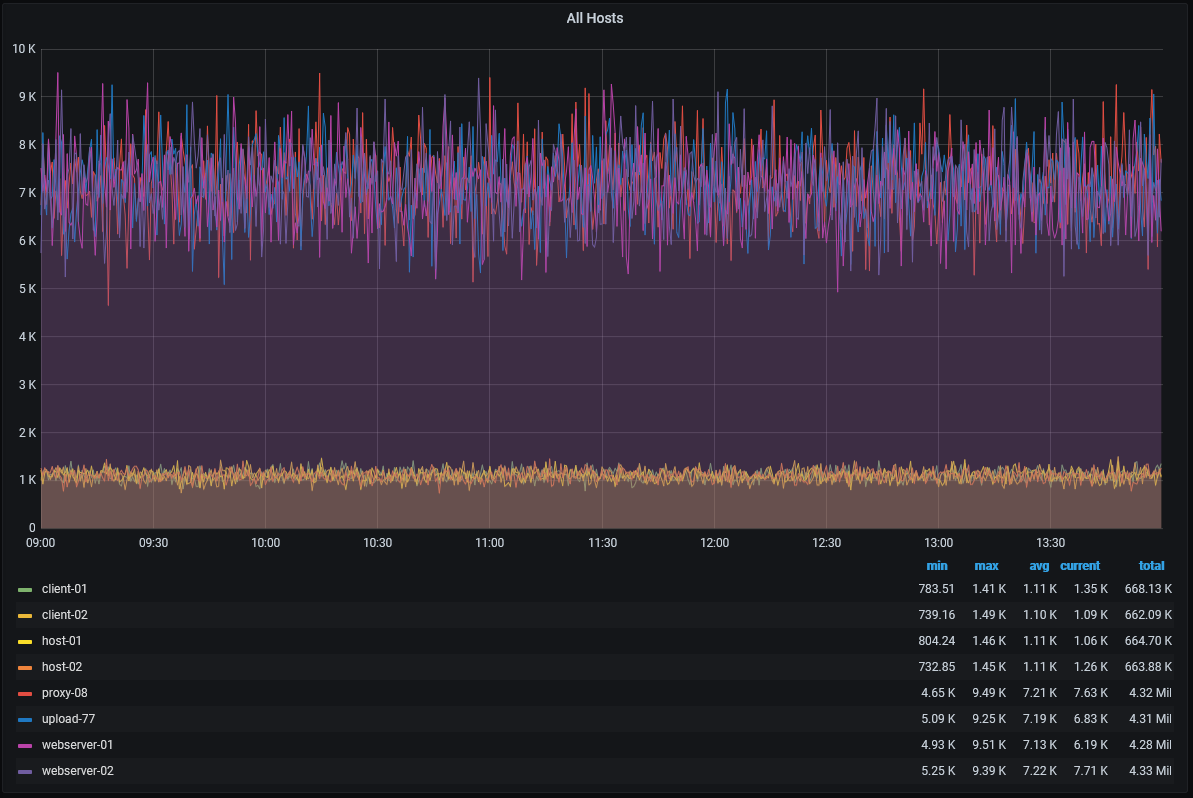 All Hosts
10 K
9 K
8 K
7 K
6 K
5 K
4 K
3 K
2 K
1 K
0
09:00 09:30 10:00 10:30 11:00 11:30 12:00 12:30 13:00 13:30
min max avg current total
client-01 783.51 1.41 K 1.11 K 1.35 K 668.13 K
client-02 739.16 1.49 K 1.10 K 1.09 K 662.09 K
host-01 804.24 1.46 K 1.11 K 1.06 K 664.70 K
host-02 732.85 1.45 K 1.11 K 1.26 K 663.88 K
proxy-08 4.65 K 9.49 K 7.21 K 7.63 K 4.32 Mil
upload-77 5.09 K 9.25 K 7.19 K 6.83 K 4.31 Mil
webserver-01 4.93 K 9.51 K 7.13 K 6.19 K 4.28 Mil
webserver-02 5.25 K 9.39 K 7.22 K 7.71 K 4.33 Mil